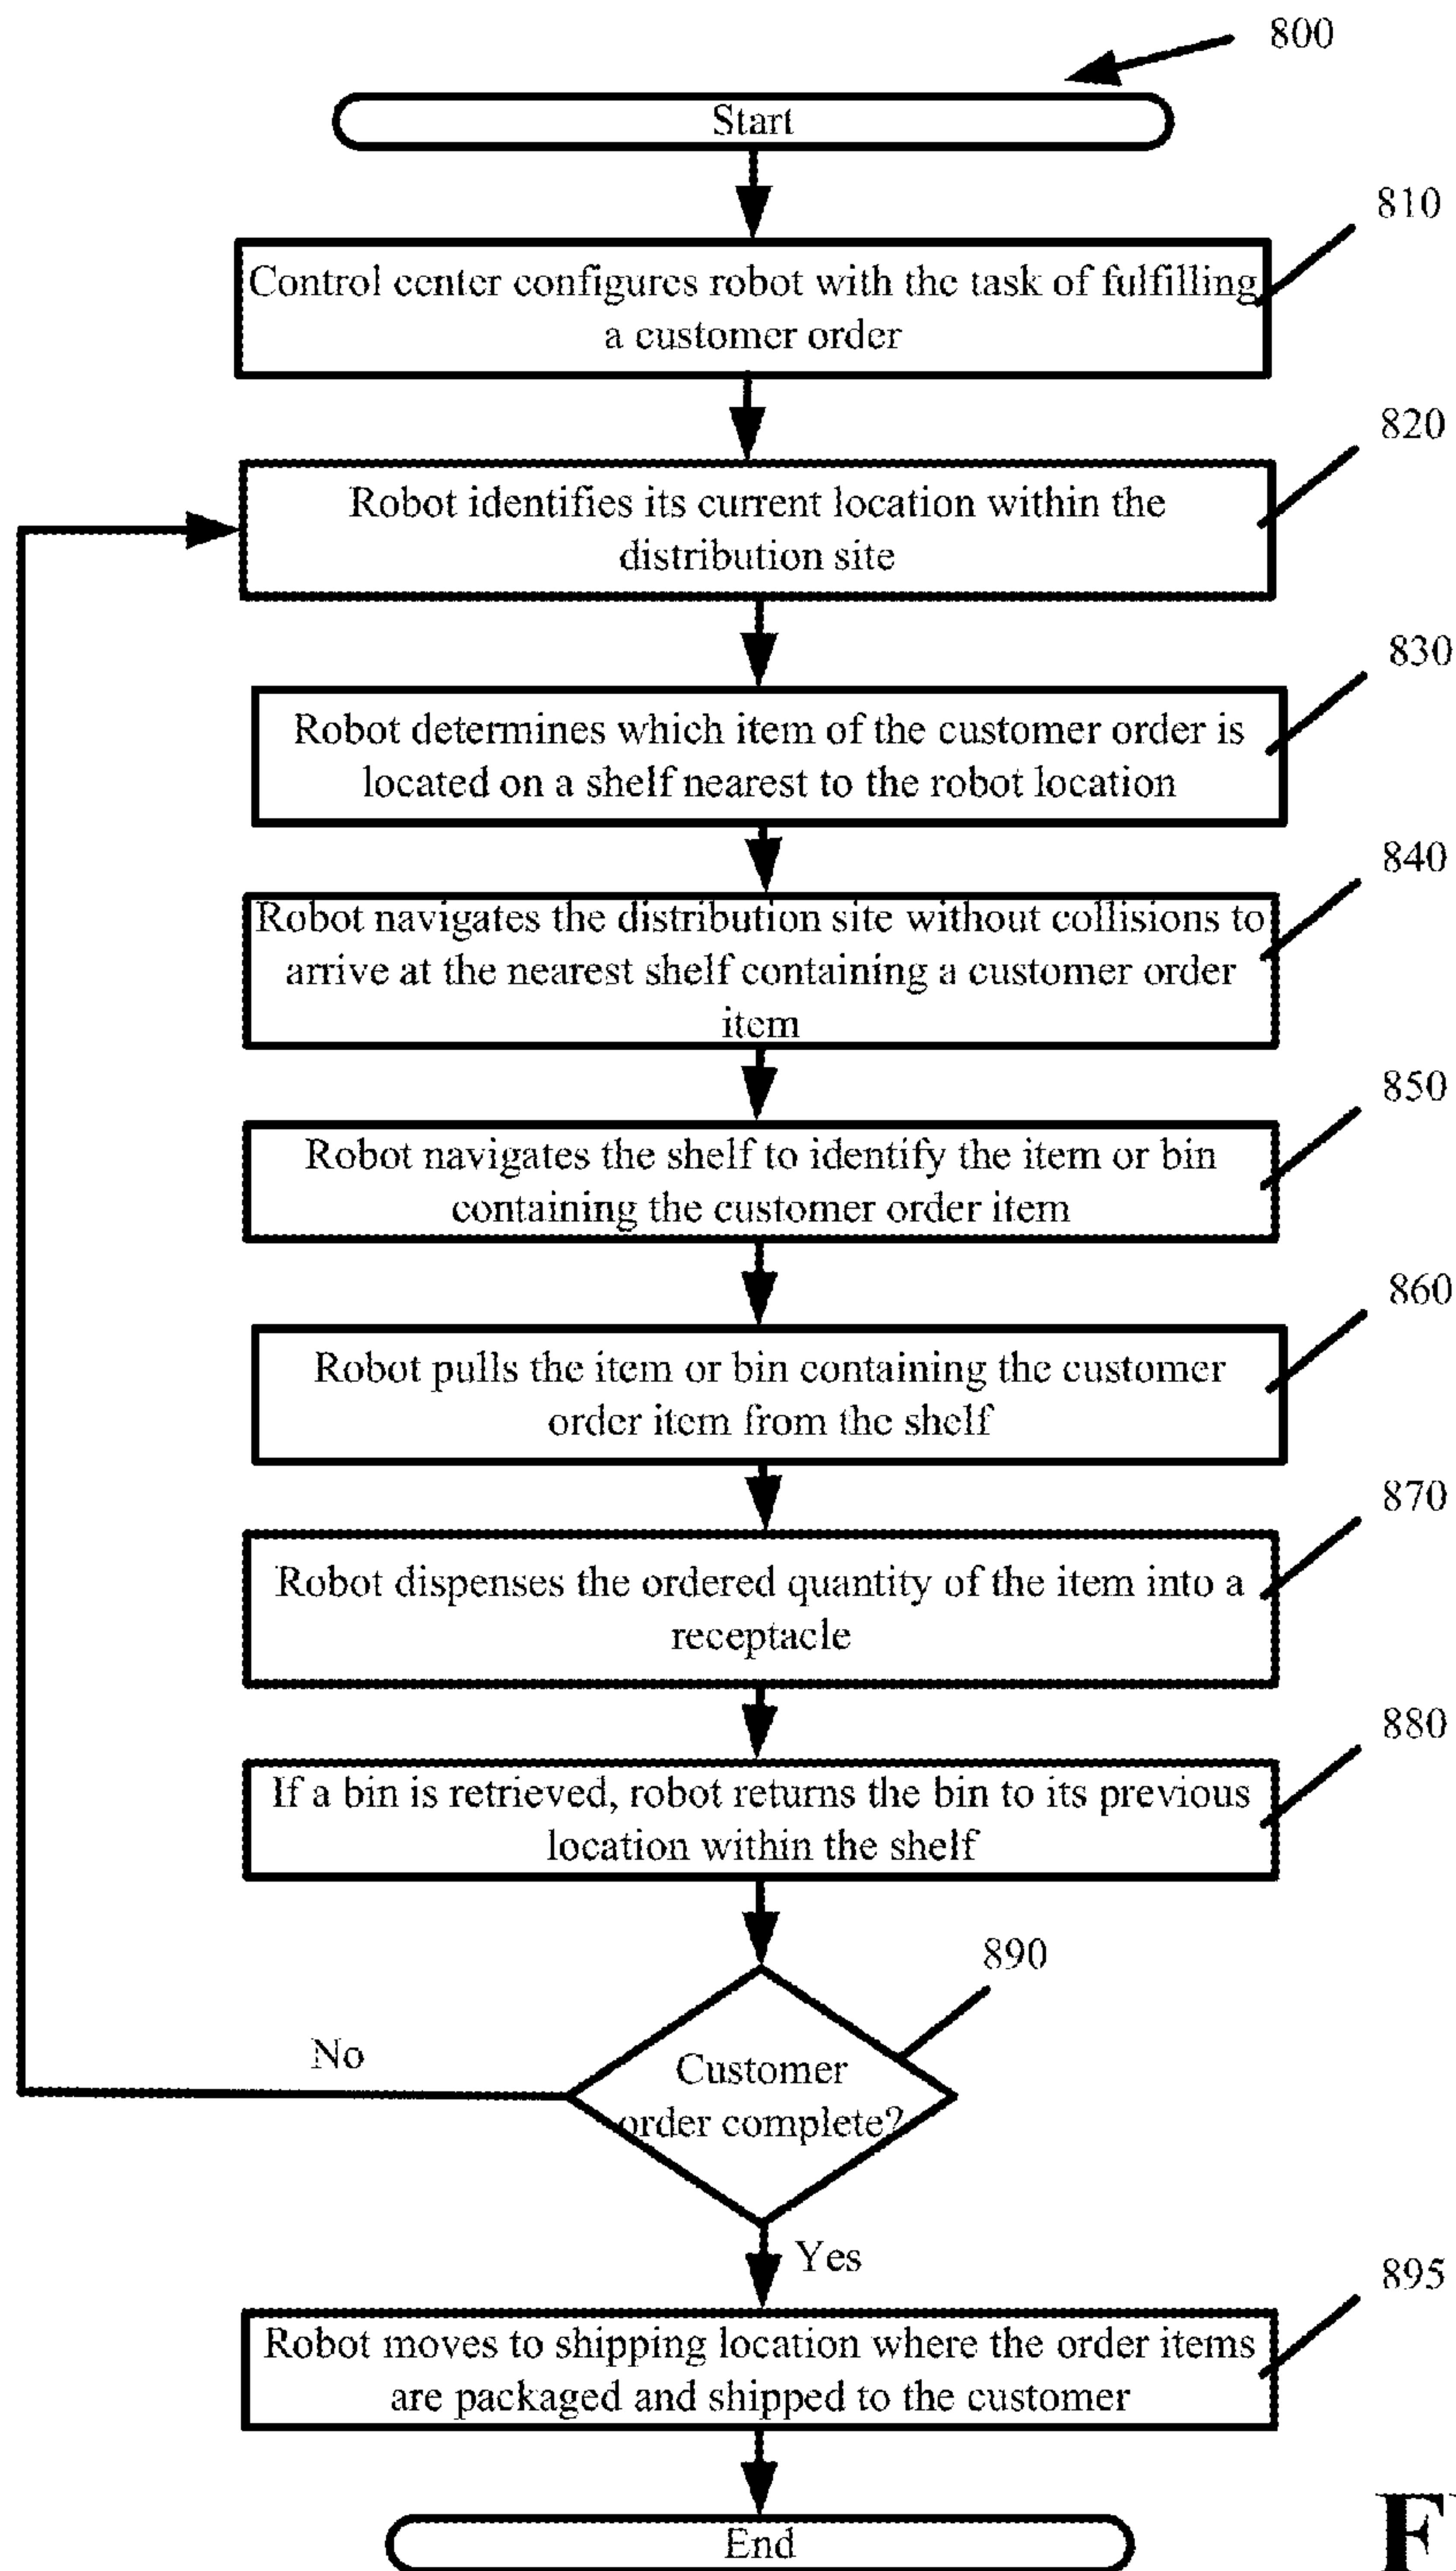 800
Start
810
Control center configures robot with the task of fulfilling
a customer order
820
Robot identifies its current location within the
distribution site
830
Robot determines which item of the customer order is
located on a shelf nearest to the robot location
840
Robot navigates the distribution site without collisions to
arrive at the nearest shelf containing a customer order
item
850
Robot navigates the shelf to identify the item or bin
containing the customer order item
860
Robot pulls the item or bin containing the customer
order item from the shelf
870
Robot dispenses the ordered quantity of the item into a
receptacle
880
If a bin is retrieved, robot returns the bin to its previous
location within the shelf
890
No
Customer
order complete?
Yes
895
Robot moves to shipping location where the order items
are packaged and shipped to the customer
End